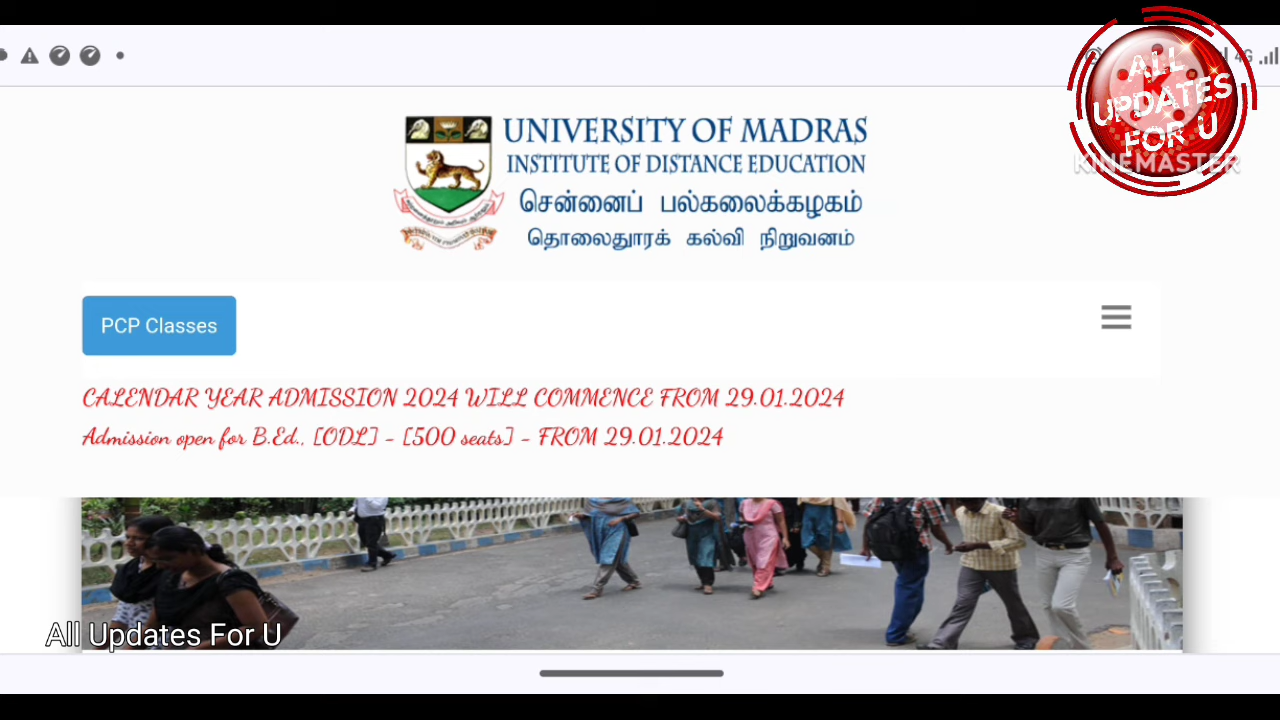 4G
ALL
UPDATES
FOR U
KINEMASTER
UNIVERSITY OF MADRAS
INSTITUTE OF DISTANCE EDUCATION
சென்னைப் பல்கலைக்கழகம்
தொலைதூரக் கல்வி நிறுவனம்
PCP Classes
CALENDAR YEAR ADMISSION 2024 WILL COMMENCE FROM 29.01.2024
Admission open for B.Ed., [ODL] - [500 seats] - FROM 29.01.2024
All Updates For U